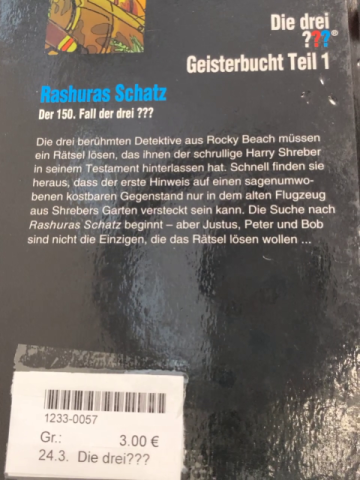 Die drei
???®
Geisterbucht Teil 1
Rashuras Schatz
Der 150. Fall der drei ???
Die drei berühmten Detektive aus Rocky Beach müssen
ein Rätsel lösen, das ihnen der schrullige Harry Shreber
in seinem Testament hinterlassen hat. Schnell finden sie
heraus, dass der erste Hinweis auf einen sagenumwo-
benen kostbaren Gegenstand nur in dem alten Flugzeug
aus Shrebers Garten versteckt sein kann. Die Suche nach
Rashuras Schatz beginnt – aber Justus, Peter und Bob
sind nicht die Einzigen, die das Rätsel lösen wollen ...
1233-0057
Gr.: 3.00 €
24.3. Die drei???